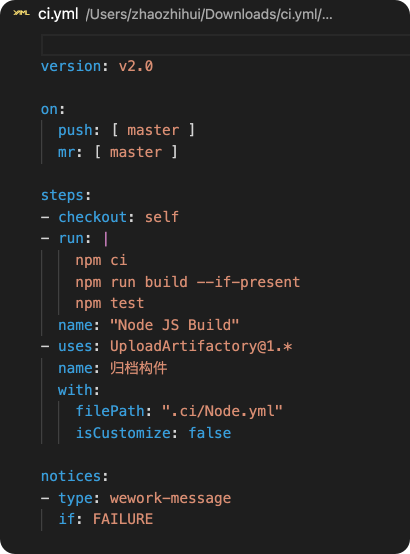 YAML ci.yml /Users/zhaozhihui/Downloads/ci.yml/...
version: v2.0
on:
push: [ master ]
mr: [ master ]
steps:
- checkout: self
- run: |
npm ci
npm run build --if-present
npm test
name: "Node JS Build"
- uses: UploadArtifactory@1.*
name: 归档构件
with:
filePath: ".ci/Node.yml"
isCustomize: false
notices:
- type: wework-message
if: FAILURE